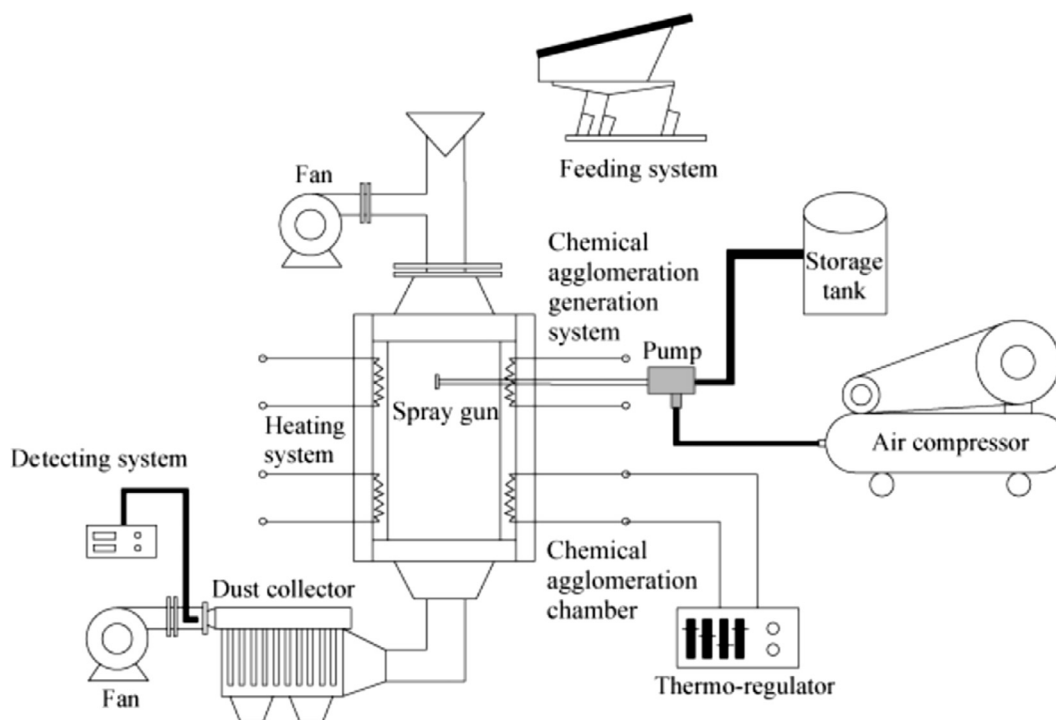 Feeding system
Fan
Chemical
agglomeration
generation
system
Storage
tank
Pump
Spray gun
Air compressor
Heating
system
Detecting system
Chemical
agglomeration
chamber
Dust collector
Thermo-regulator
Fan